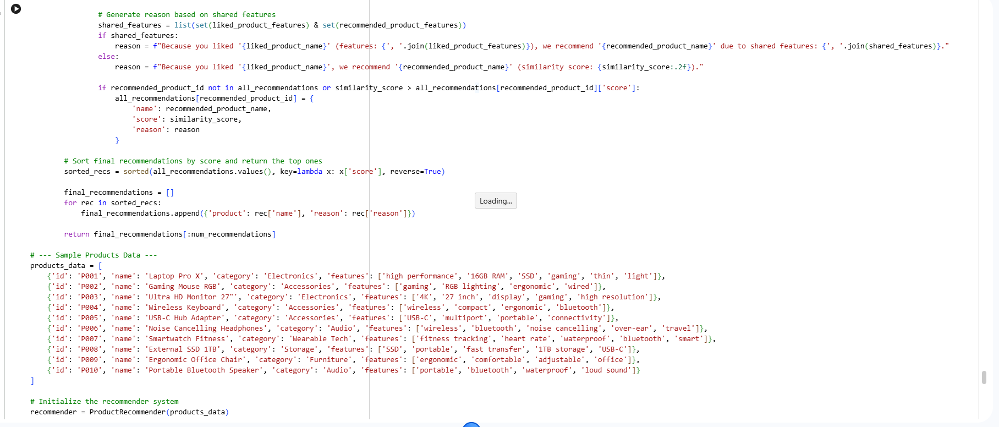 # Generate reason based on shared features
shared_features = list(set(liked_product_features) & set(recommended_product_features))
if shared_features:
reason = f"Because you liked '{liked_product_name}' (features: {', '.join(liked_product_features)}), we recommend '{recommended_product_name}' due to shared features: {', '.join(shared_features)}."
else:
reason = f"Because you liked '{liked_product_name}', we recommend '{recommended_product_name}' (similarity score: {similarity_score:.2f})."
if recommended_product_id not in all_recommendations or similarity_score > all_recommendations[recommended_product_id]['score']:
all_recommendations[recommended_product_id] = {
'name': recommended_product_name,
'score': similarity_score,
'reason': reason
}
# Sort final recommendations by score and return the top ones
sorted_recs = sorted(all_recommendations.values(), key=lambda x: x['score'], reverse=True)
final_recommendations = []
for rec in sorted_recs:
Loading...
final_recommendations.append({'product': rec['name'], 'reason': rec['reason']})
return final_recommendations[:num_recommendations]
# --- Sample Products Data ---
products_data = [
{'id': 'P001', 'name': 'Laptop Pro X', 'category': 'Electronics', 'features': ['high performance', '16GB RAM', 'SSD', 'gaming', 'thin', 'light']},
{'id': 'P002', 'name': 'Gaming Mouse RGB', 'category': 'Accessories', 'features': ['gaming', 'RGB lighting', 'ergonomic', 'wired']},
{'id': 'P003', 'name': 'Ultra HD Monitor 27"', 'category': 'Electronics', 'features': ['4K', '27 inch', 'display', 'gaming', 'high resolution']},
{'id': 'P004', 'name': 'Wireless Keyboard', 'category': 'Accessories', 'features': ['wireless', 'compact', 'ergonomic', 'bluetooth']},
{'id': 'P005', 'name': 'USB-C Hub Adapter', 'category': 'Accessories', 'features': ['USB-C', 'multiport', 'portable', 'connectivity']},
{'id': 'P006', 'name': 'Noise Cancelling Headphones', 'category': 'Audio', 'features': ['wireless', 'bluetooth', 'noise cancelling', 'over-ear', 'travel']},
{'id': 'P007', 'name': 'Smartwatch Fitness', 'category': 'Wearable Tech', 'features': ['fitness tracking', 'heart rate', 'waterproof', 'bluetooth', 'smart']},
{'id': 'P008', 'name': 'External SSD 1TB', 'category': 'Storage', 'features': ['SSD', 'portable', 'fast transfer', '1TB storage', 'USB-C']},
{'id': 'P009', 'name': 'Ergonomic Office Chair', 'category': 'Furniture', 'features': ['ergonomic', 'comfortable', 'adjustable', 'office']},
{'id': 'P010', 'name': 'Portable Bluetooth Speaker', 'category': 'Audio', 'features': ['portable', 'bluetooth', 'waterproof', 'loud sound']}
]
# Initialize the recommender system
recommender = ProductRecommender(products_data)